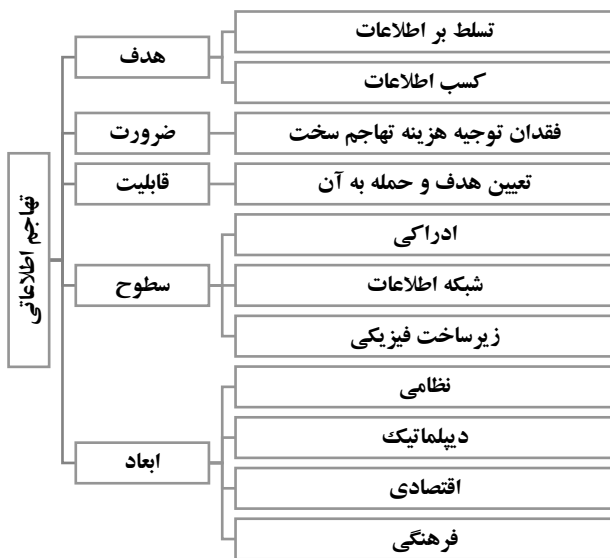 تهاجم اطلاعاتی
هدف
تسلط بر اطلاعات
کسب اطلاعات
ضرورت
فقدان توجیه هزینه تهاجم سخت
قابلیت
تعیین هدف و حمله به آن
سطوح
ادراکی
شبکه اطلاعات
زیرساخت فیزیکی
ابعاد
نظامی
دیپلماتیک
اقتصادی
فرهنگی